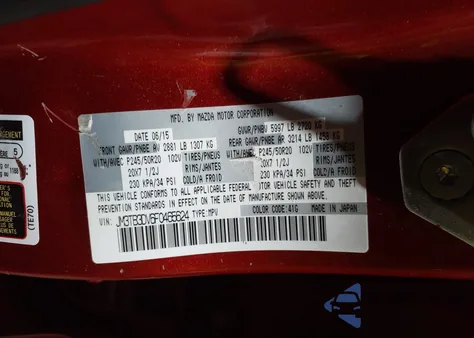 MFD. BY MAZDA MOTOR CORPORATION
DATE 06/15 GVWR/PNBV 5997 LB 2720 KG
FRONT GAWR/PNBE AV 2881 LB 1307 KG REAR GAWR/PNBE AR 3214 LB 1458 KG
WITH/AVEC P245/50R20 102V TIRES/PNEUS WITH/AVEC P245/50R20 102V TIRES/PNEUS
20X7 1/2J RIMS/JANTES 20X7 1/2J RIMS/JANTES
230 KPA/34 PSI COLD/A FROID 230 KPA/34 PSI COLD/A FROID
THIS VEHICLE CONFORMS TO ALL APPLICABLE FEDERAL MOTOR VEHICLE SAFETY AND THEFT
PREVENTION STANDARDS IN EFFECT ON THE DATE OF MANUFACTURE SHOWN ABOVE.
VIN: JM3TB3DV8F0466624 TYPE:MPV COLOR CODE:41G MADE IN JAPAN
5
(TE70)